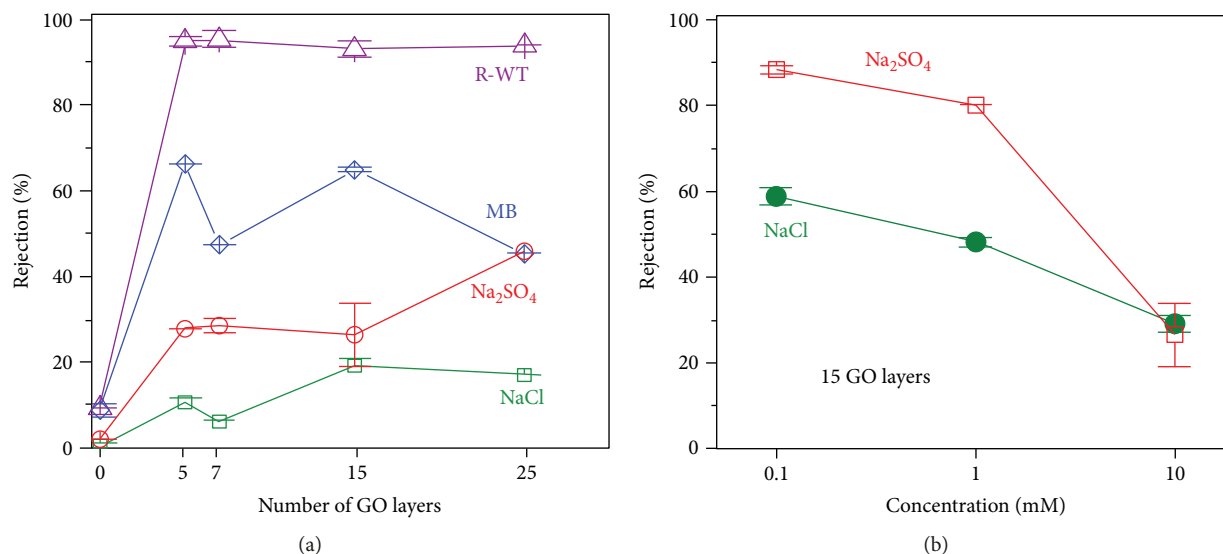 100
80
60
40
20
0
Rejection (%)
R-WT
MB
Na₂SO₄
NaCl
0 5 7 15 25
Number of GO layers
(a)
100
80
60
40
20
0
Rejection (%)
Na₂SO₄
NaCl
15 GO layers
0.1 1 10
Concentration (mM)
(b)